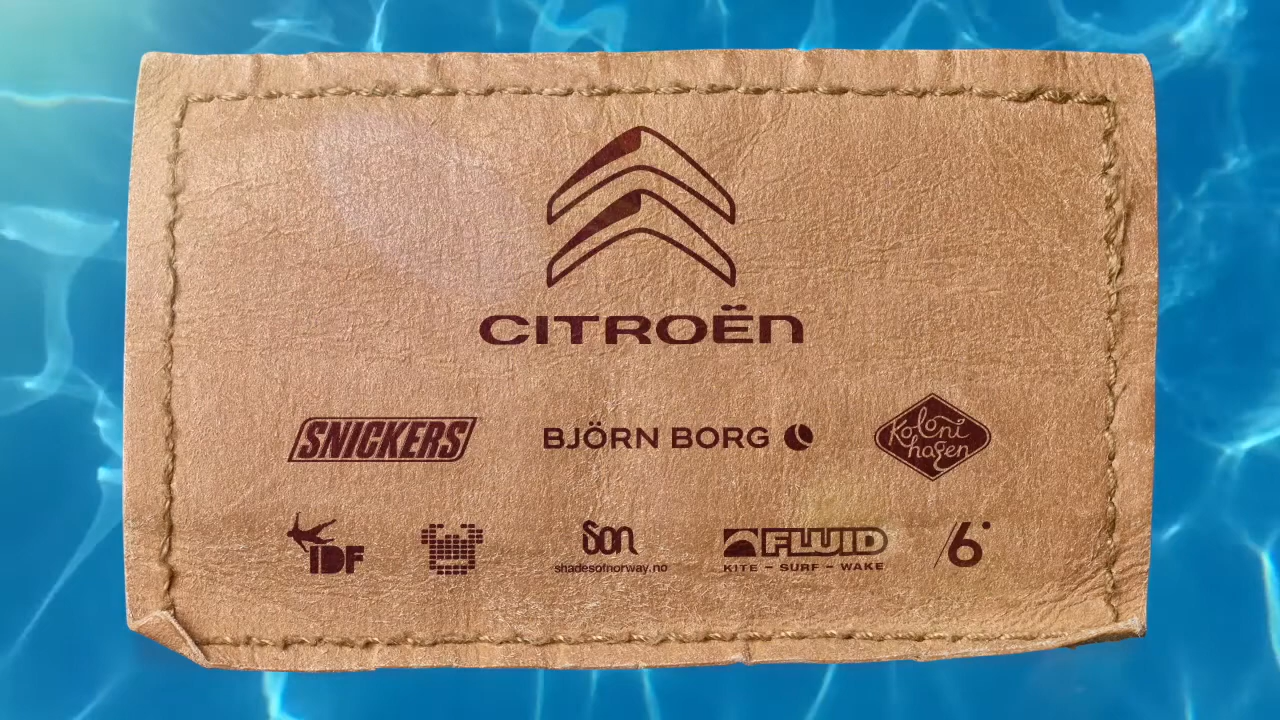 CITROËN
SNICKERS
BJÖRN BORG
Koloni
hagen
IDF
Son
shadesofnorway.no
FLUID
KITE – SURF – WAKE
/6°